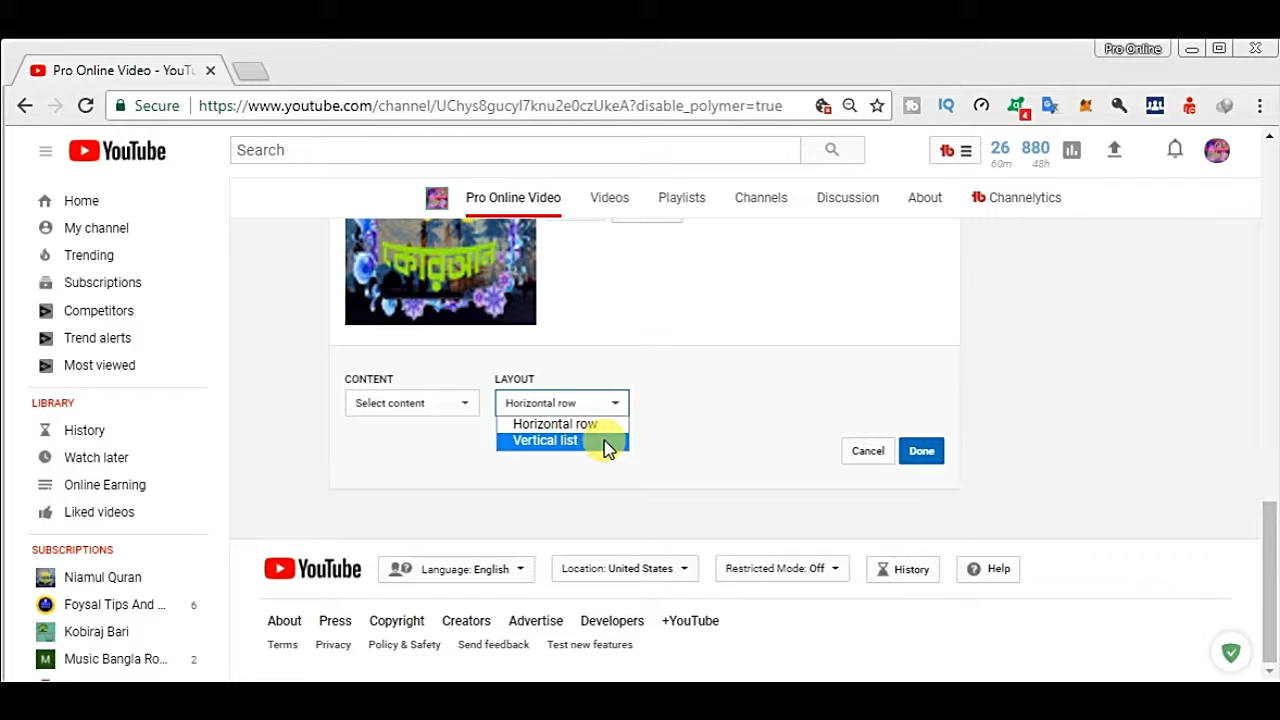 Pro Online
Pro Online Video - YouTu
Secure
https://www.youtube.com/channel/UChys8gucyI7knu2e0czUkeA?disable_polymer=true
4
YouTube
Search
26
60m
880
48h
Pro Online Video
Videos
Playlists
Channels
Discussion
About
Channelytics
Home
My channel
Trending
Subscriptions
Competitors
Trend alerts
Most viewed
LIBRARY
History
Watch later
Online Earning
Liked videos
SUBSCRIPTIONS
Niamul Quran
Foysal Tips And ... 6
Kobiraj Bari
Music Bangla Ro... 2
কোরআন
CONTENT
LAYOUT
Select content
Horizontal row
Horizontal row
Vertical list
Cancel
Done
YouTube
Language: English
Location: United States
Restricted Mode: Off
History
Help
About
Press
Copyright
Creators
Advertise
Developers
+YouTube
Terms
Privacy
Policy & Safety
Send feedback
Test new features